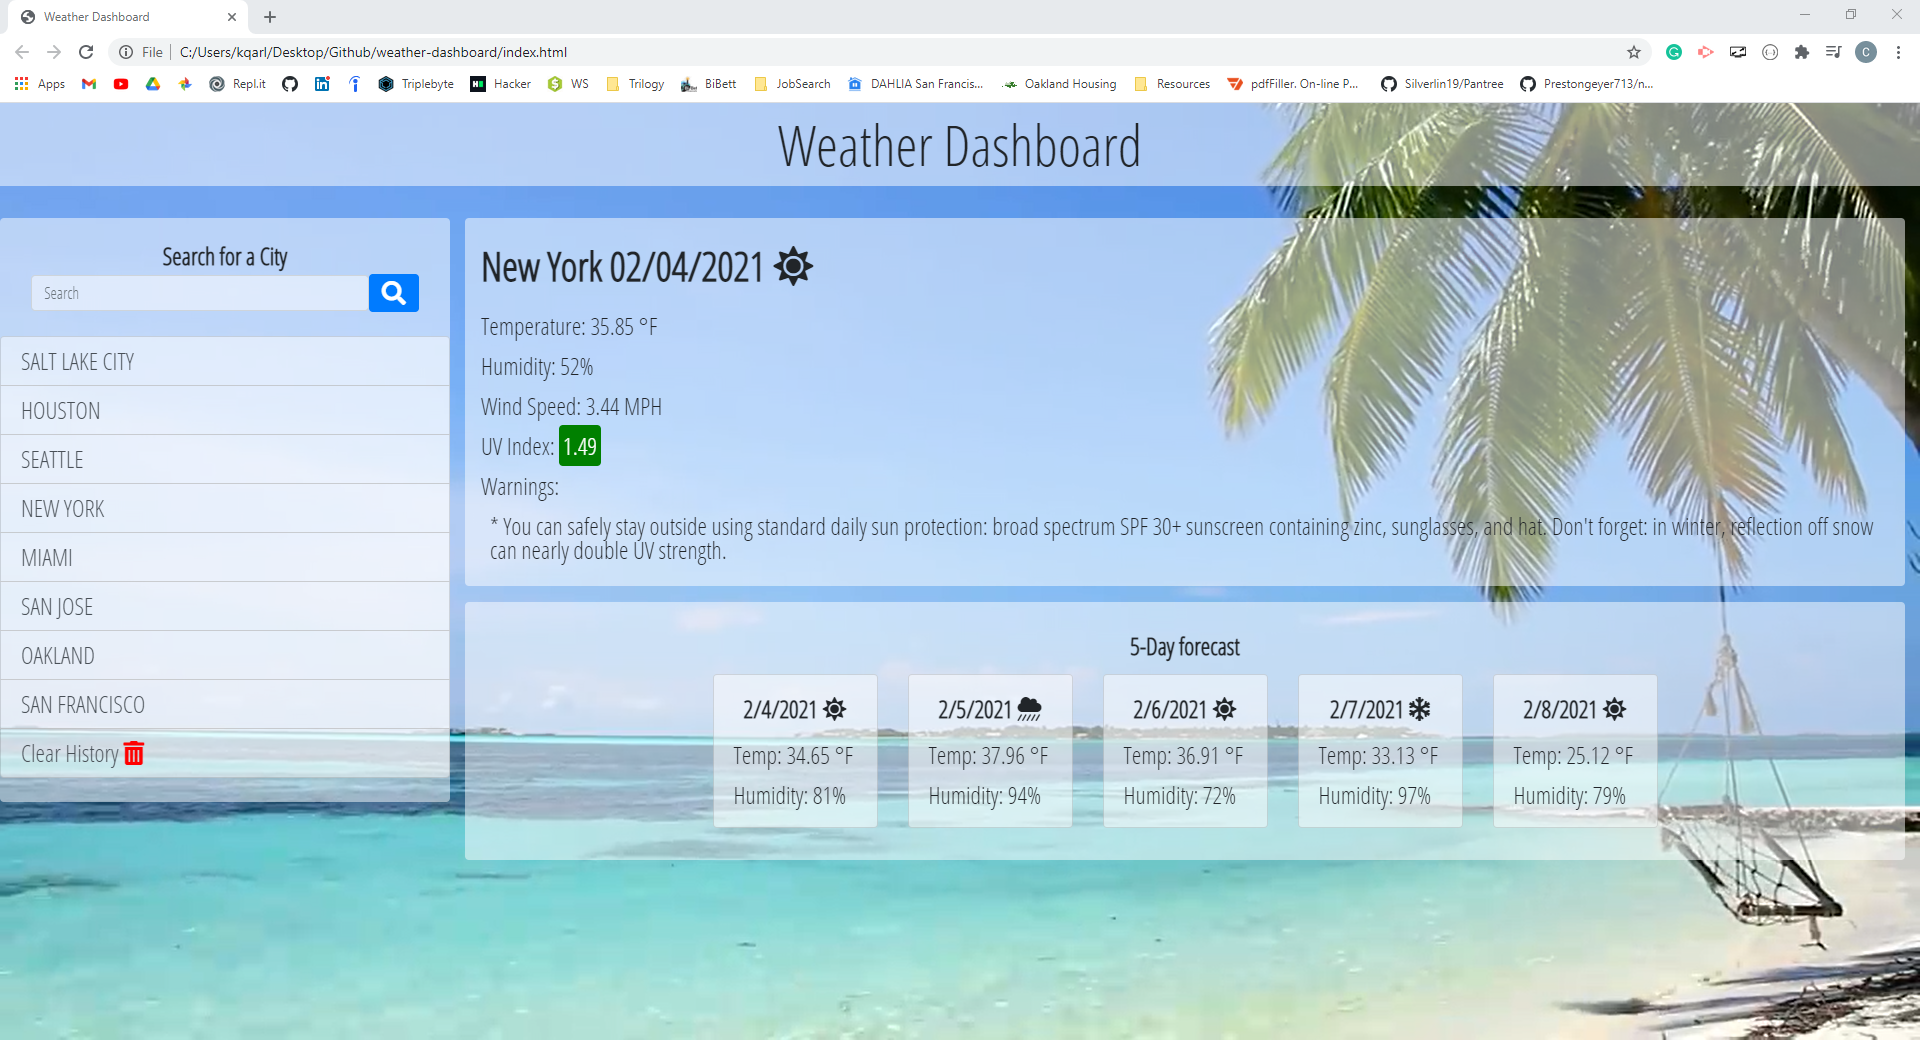 Weather Dashboard
File C:/Users/kqarl/Desktop/Github/weather-dashboard/index.html
C
Apps Repl.it Triplebyte Hacker WS Trilogy BiBett JobSearch DAHLIA San Francis... Oakland Housing Resources pdfFiller. On-line P... Silverlin19/Pantree Prestongeyer713/n...
Weather Dashboard
Search for a City
Search
SALT LAKE CITY
HOUSTON
SEATTLE
NEW YORK
MIAMI
SAN JOSE
OAKLAND
SAN FRANCISCO
Clear History
New York 02/04/2021
Temperature: 35.85 °F
Humidity: 52%
Wind Speed: 3.44 MPH
UV Index: 1.49
Warnings:
* You can safely stay outside using standard daily sun protection: broad spectrum SPF 30+ sunscreen containing zinc, sunglasses, and hat. Don't forget: in winter, reflection off snow
can nearly double UV strength.
5-Day forecast
2/4/2021
Temp: 34.65 °F
Humidity: 81%
2/5/2021
Temp: 37.96 °F
Humidity: 94%
2/6/2021
Temp: 36.91 °F
Humidity: 72%
2/7/2021
Temp: 33.13 °F
Humidity: 97%
2/8/2021
Temp: 25.12 °F
Humidity: 79%